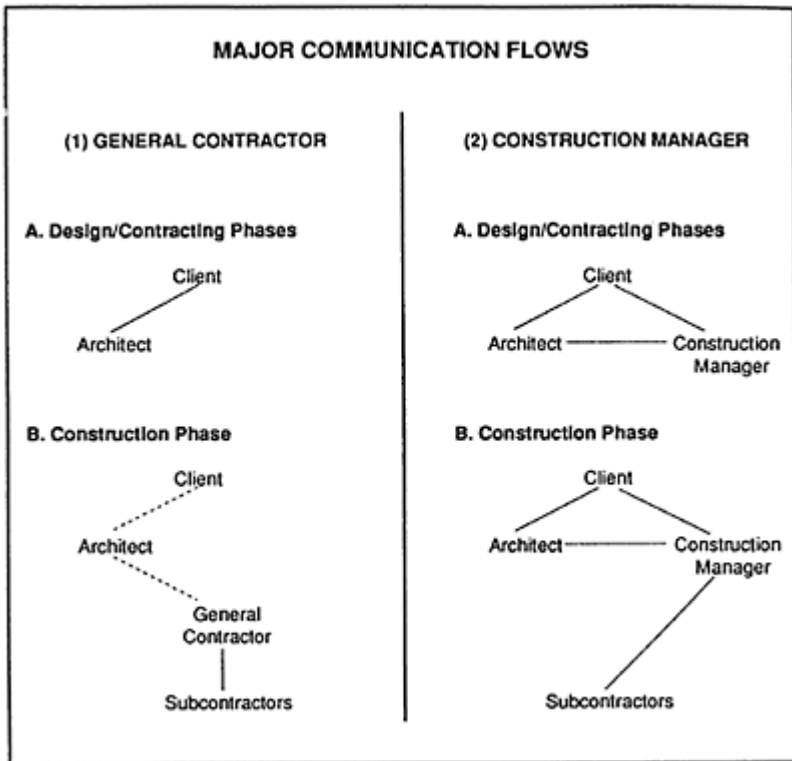 MAJOR COMMUNICATION FLOWS
(1) GENERAL CONTRACTOR
A. Design/Contracting Phases
Client
Architect
B. Construction Phase
Client
Architect
General
Contractor
Subcontractors
(2) CONSTRUCTION MANAGER
A. Design/Contracting Phases
Client
Architect
Construction
Manager
B. Construction Phase
Client
Architect
Construction
Manager
Subcontractors